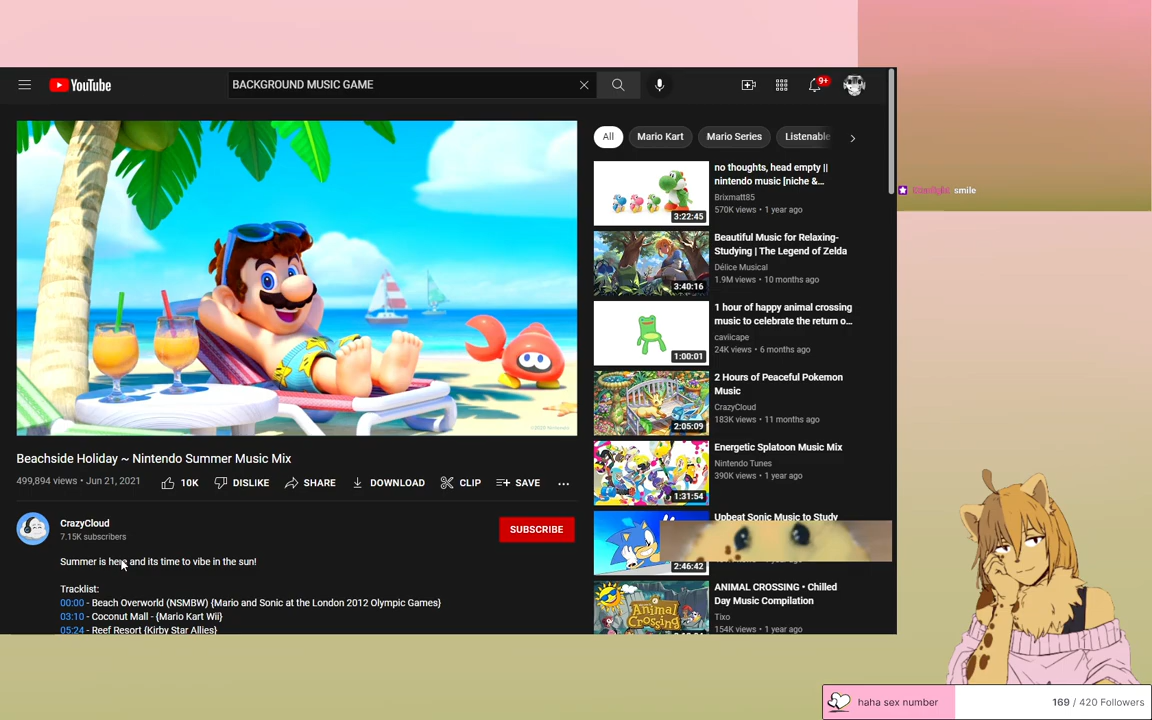 YouTube
BACKGROUND MUSIC GAME
9+
All
Mario Kart
Mario Series
Listenable
no thoughts, head empty ||
nintendo music [niche &...
Brixmatt85
570K views • 1 year ago
3:22:45
Beautiful Music for Relaxing-
Studying | The Legend of Zelda
Délice Musical
1.9M views • 10 months ago
3:40:16
1 hour of happy animal crossing
music to celebrate the return o...
caviicape
24K views • 6 months ago
1:00:01
2 Hours of Peaceful Pokemon
Music
CrazyCloud
183K views • 11 months ago
2:05:09
Energetic Splatoon Music Mix
Nintendo Tunes
390K views • 1 year ago
1:31:54
Upbeat Sonic Music to Study
2:46:42
ANIMAL CROSSING • Chilled
Day Music Compilation
Tixo
154K views • 1 year ago
ANIMAL
CROSSING
Beachside Holiday ~ Nintendo Summer Music Mix
499,894 views • Jun 21, 2021
10K
DISLIKE
SHARE
DOWNLOAD
CLIP
SAVE
CrazyCloud
7.15K subscribers
SUBSCRIBE
Summer is here and its time to vibe in the sun!
Tracklist:
00:00 - Beach Overworld (NSMBW) {Mario and Sonic at the London 2012 Olympic Games}
03:10 - Coconut Mall - {Mario Kart Wii}
05:24 - Reef Resort {Kirby Star Allies}
smile
haha sex number
169 / 420 Followers